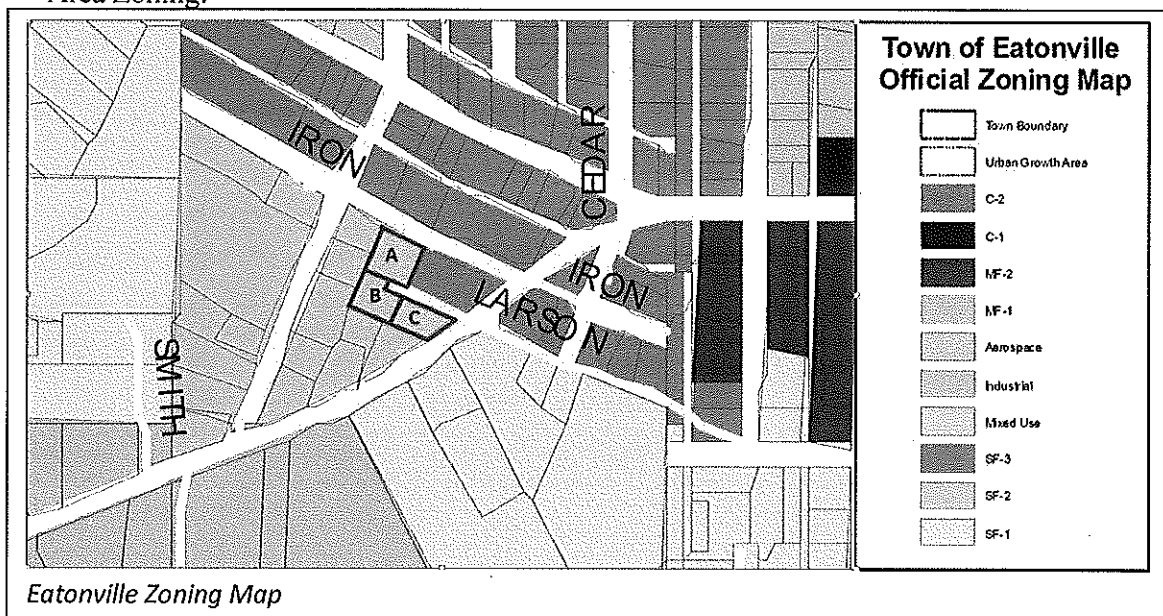 Area Zoning:
IRON
CEDAR
IRON
LARSON
SMITH
A
B
C
Town of Eatonville
Official Zoning Map
Town Boundary
Urban Growth Area
C-2
C-1
MF-2
MF-1
Aerospace
Industrial
Mixed Use
SF-3
SF-2
SF-1
Eatonville Zoning Map